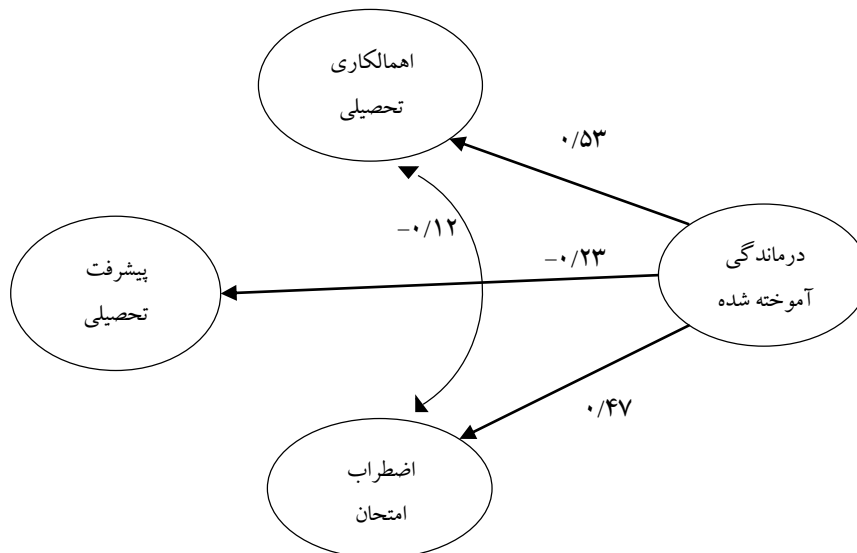 اهمالکاری
تحصیلی
۰/۵۳
−۰/۱۲
−۰/۲۳
درماندگی
آموخته شده
پیشرفت
تحصیلی
۰/۴۷
اضطراب
امتحان